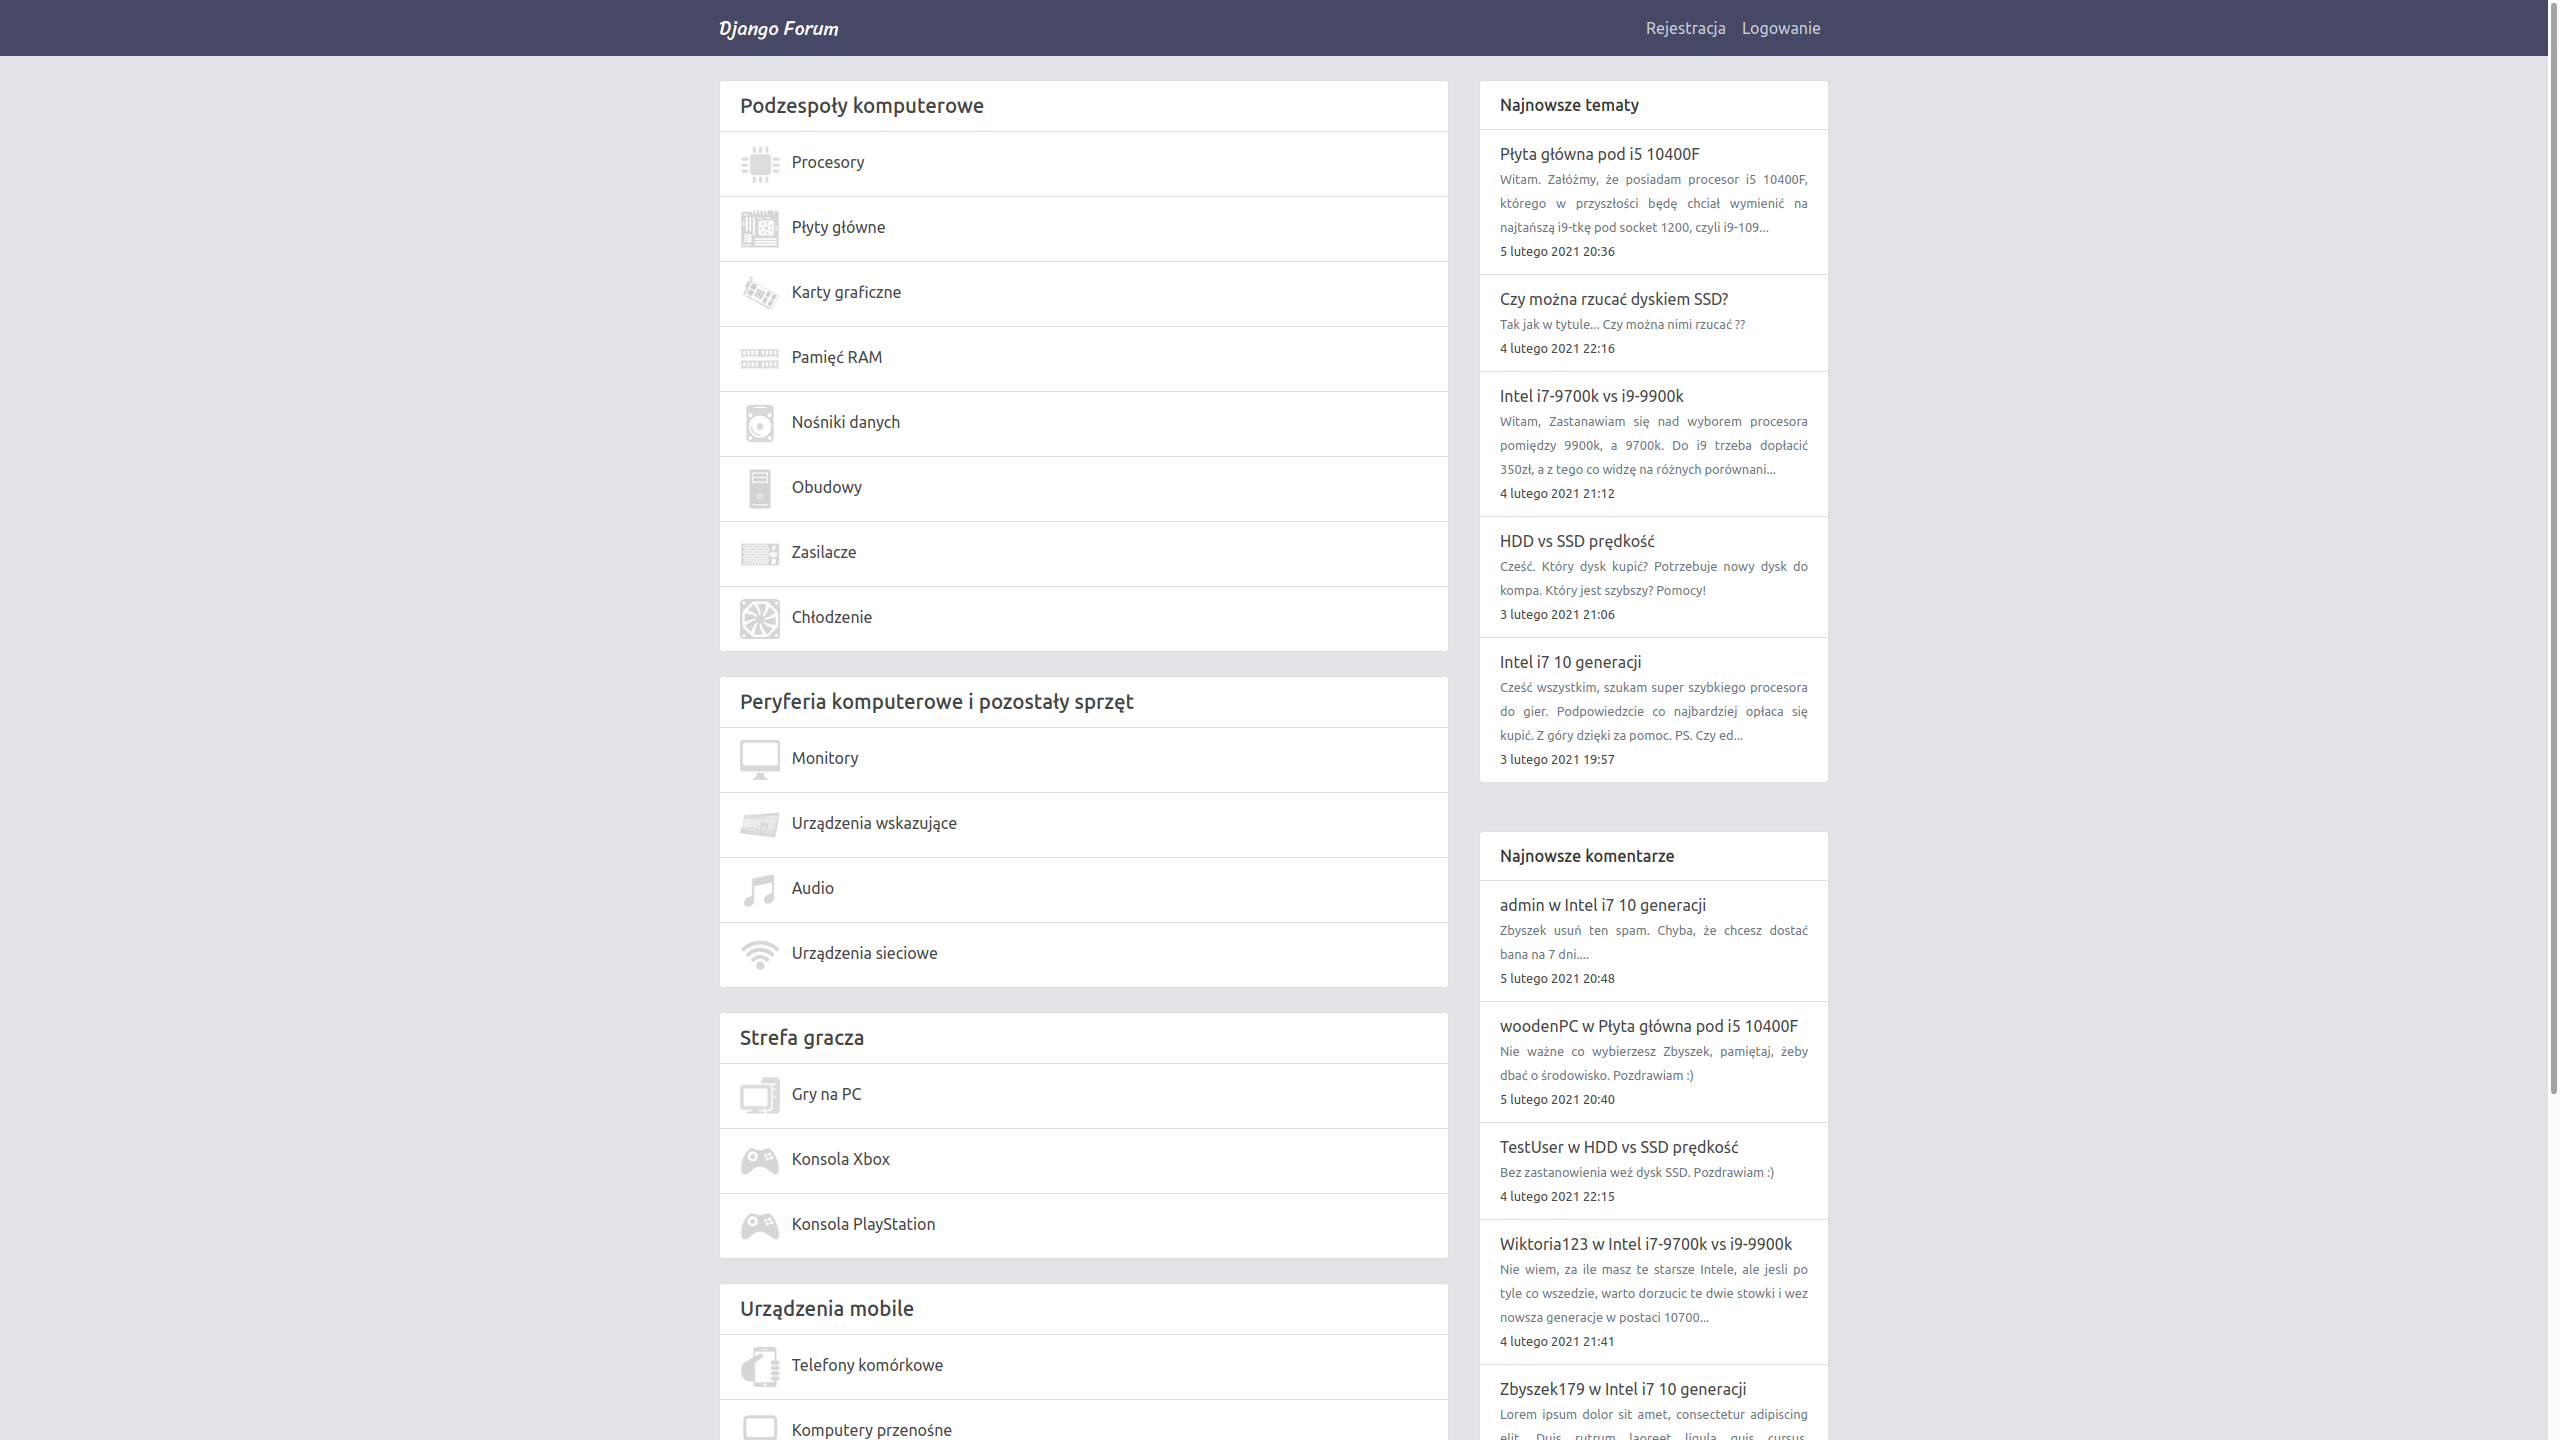 Django Forum
Rejestracja Logowanie
Podzespoły komputerowe
Procesory
Płyty główne
Karty graficzne
Pamięć RAM
Nośniki danych
Obudowy
Zasilacze
Chłodzenie
Peryferia komputerowe i pozostały sprzęt
Monitory
Urządzenia wskazujące
Audio
Urządzenia sieciowe
Strefa gracza
Gry na PC
Konsola Xbox
Konsola PlayStation
Urządzenia mobile
Telefony komórkowe
Komputery przenośne
Najnowsze tematy
Płyta główna pod i5 10400F
Witam. Załóżmy, że posiadam procesor i5 10400F,
którego w przyszłości będę chciał wymienić na
najtańszą i9-tkę pod socket 1200, czyli i9-109...
5 lutego 2021 20:36
Czy można rzucać dyskiem SSD?
Tak jak w tytule... Czy można nimi rzucać ??
4 lutego 2021 22:16
Intel i7-9700k vs i9-9900k
Witam, Zastanawiam się nad wyborem procesora
pomiędzy 9900k, a 9700k. Do i9 trzeba dopłacić
350zł, a z tego co widzę na różnych porównani...
4 lutego 2021 21:12
HDD vs SSD prędkość
Cześć. Który dysk kupić? Potrzebuje nowy dysk do
kompa. Który jest szybszy? Pomocy!
3 lutego 2021 21:06
Intel i7 10 generacji
Cześć wszystkim, szukam super szybkiego procesora
do gier. Podpowiedzcie co najbardziej opłaca się
kupić. Z góry dzięki za pomoc. PS. Czy ed...
3 lutego 2021 19:57
Najnowsze komentarze
admin w Intel i7 10 generacji
Zbyszek usuń ten spam. Chyba, że chcesz dostać
bana na 7 dni....
5 lutego 2021 20:48
woodenPC w Płyta główna pod i5 10400F
Nie ważne co wybierzesz Zbyszek, pamiętaj, żeby
dbać o środowisko. Pozdrawiam :)
5 lutego 2021 20:40
TestUser w HDD vs SSD prędkość
Bez zastanowienia weź dysk SSD. Pozdrawiam :)
4 lutego 2021 22:15
Wiktoria123 w Intel i7-9700k vs i9-9900k
Nie wiem, za ile masz te starsze Intele, ale jesli po
tyle co wszedzie, warto dorzucic te dwie stowki i wez
nowsza generacje w postaci 10700...
4 lutego 2021 21:41
Zbyszek179 w Intel i7 10 generacji
Lorem ipsum dolor sit amet, consectetur adipiscing
elit. Duis rutrum laoreet ligula quis cursus.